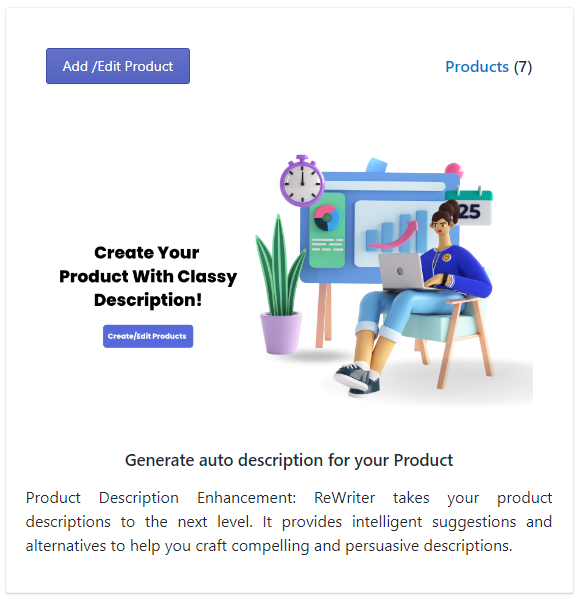 Add /Edit Product
Products (7)
25
Create Your
Product With Classy
Description!
Create/Edit Products
Generate auto description for your Product
Product Description Enhancement: ReWriter takes your product
descriptions to the next level. It provides intelligent suggestions and
alternatives to help you craft compelling and persuasive descriptions.